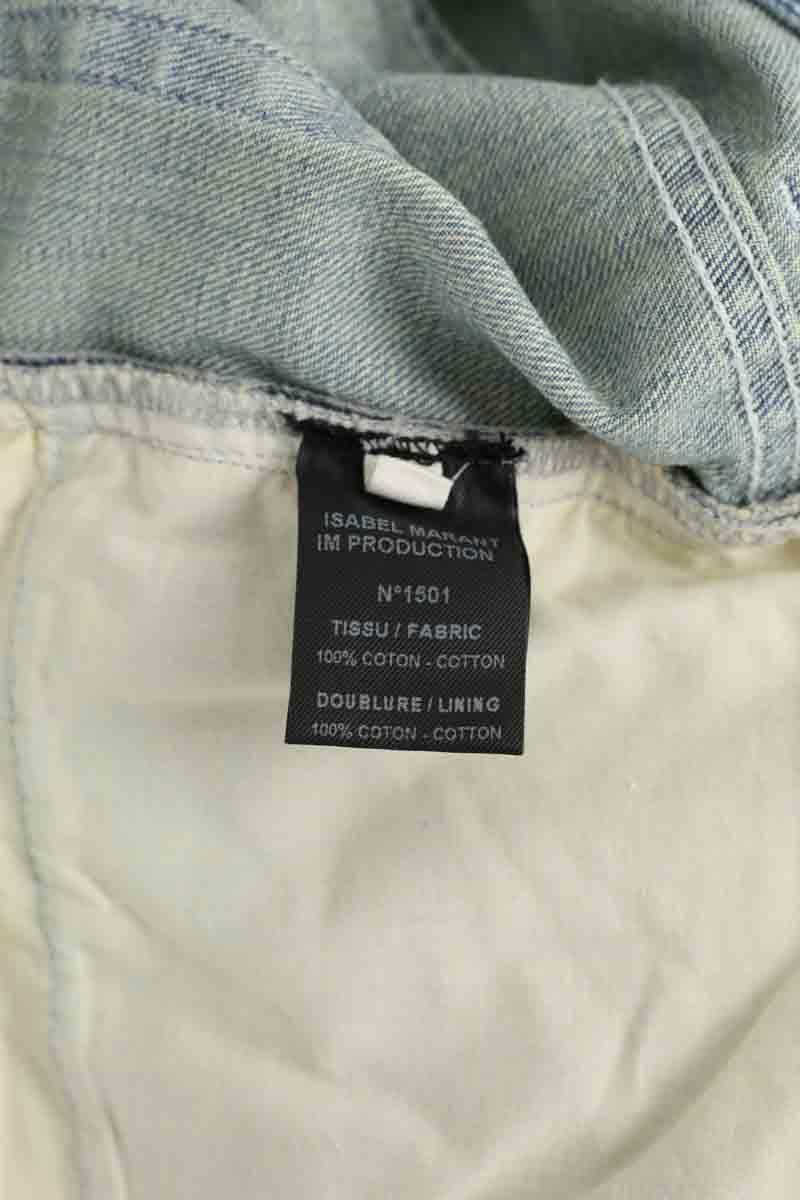 ISABEL MARANT
IM PRODUCTION
N°1501
TISSU / FABRIC
100% COTON - COTTON
DOUBLURE / LINING
100% COTON - COTTON